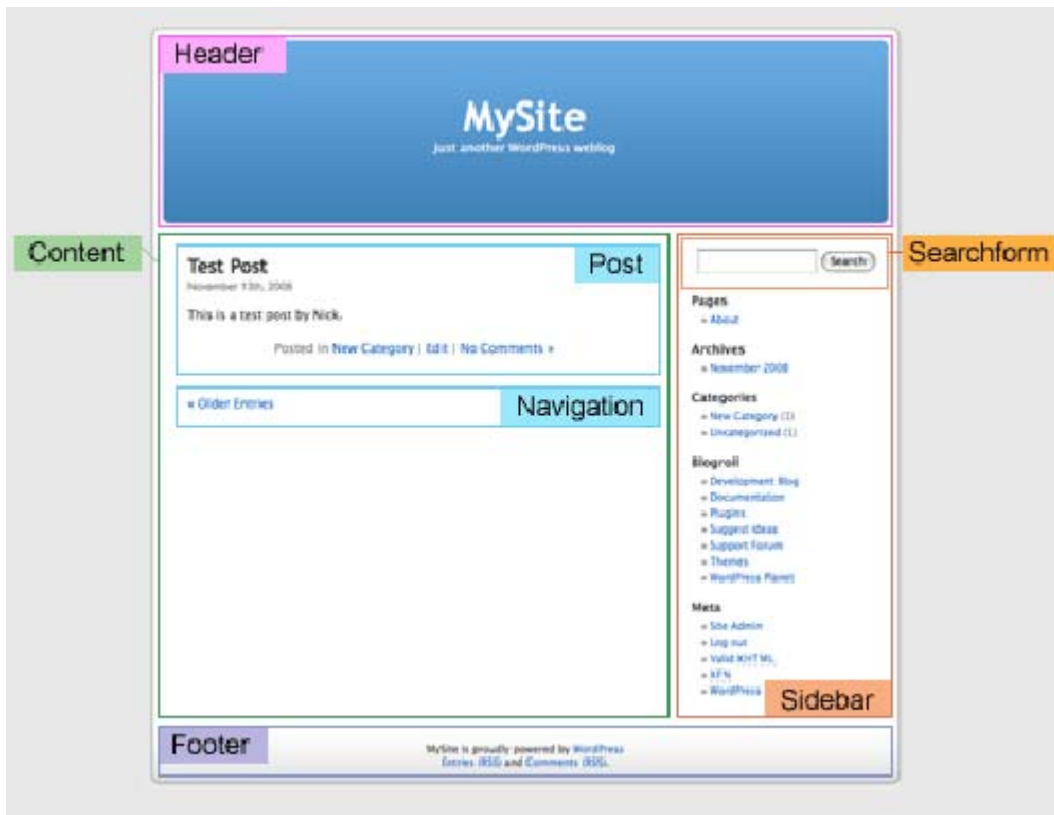 Header
MySite
Just another WordPress weblog
Content
Post
Test Post
November 13th, 2008
This is a test post by Nick.
Posted in New Category | Edit | No Comments »
« Older Entries
Navigation
Searchform
Search
Pages
» About
Archives
» November 2008
Categories
» New Category (1)
» Uncategorized (1)
Blogroll
» Development Blog
» Documentation
» Plugins
» Suggest Ideas
» Support Forum
» Themes
» WordPress Planet
Meta
» Site Admin
» Log out
» Valid XHTML
» XFN
» WordPress
Sidebar
Footer
MySite is proudly powered by WordPress
Entries (RSS) and Comments (RSS).